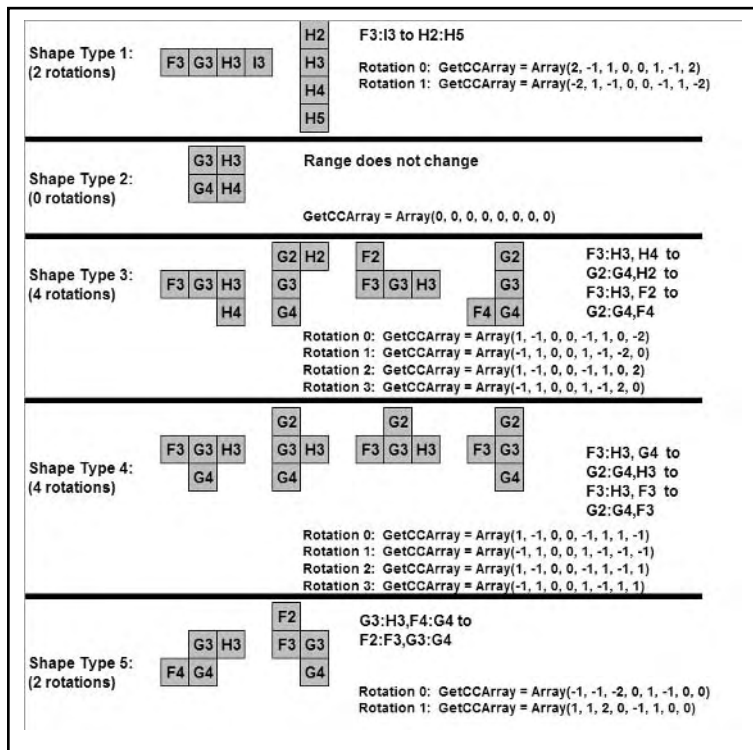 Shape Type 1:
(2 rotations)
F3 G3 H3 I3
H2
H3
H4
H5
F3:I3 to H2:H5
Rotation 0: GetCCArray = Array(2, -1, 1, 0, 0, 1, -1, 2)
Rotation 1: GetCCArray = Array(-2, 1, -1, 0, 0, -1, 1, -2)
Shape Type 2:
(0 rotations)
G3 H3
G4 H4
Range does not change
GetCCArray = Array(0, 0, 0, 0, 0, 0, 0, 0)
Shape Type 3:
(4 rotations)
F3 G3 H3
H4
G2 H2
G3
G4
F2
F3 G3 H3
G2
G3
F4 G4
F3:H3, H4 to
G2:G4,H2 to
F3:H3, F2 to
G2:G4,F4
Rotation 0: GetCCArray = Array(1, -1, 0, 0, -1, 1, 0, -2)
Rotation 1: GetCCArray = Array(-1, 1, 0, 0, 1, -1, -2, 0)
Rotation 2: GetCCArray = Array(1, -1, 0, 0, -1, 1, 0, 2)
Rotation 3: GetCCArray = Array(-1, 1, 0, 0, 1, -1, 2, 0)
Shape Type 4:
(4 rotations)
F3 G3 H3
G4
G2
G3 H3
G4
G2
F3 G3 H3
G2
F3 G3
G4
F3:H3, G4 to
G2:G4,H3 to
F3:H3, F3 to
G2:G4,F3
Rotation 0: GetCCArray = Array(1, -1, 0, 0, -1, 1, 1, -1)
Rotation 1: GetCCArray = Array(-1, 1, 0, 0, 1, -1, -1, -1)
Rotation 2: GetCCArray = Array(1, -1, 0, 0, -1, 1, -1, 1)
Rotation 3: GetCCArray = Array(-1, 1, 0, 0, 1, -1, 1, 1)
Shape Type 5:
(2 rotations)
G3 H3
F4 G4
F2
F3 G3
G4
G3:H3,F4:G4 to
F2:F3,G3:G4
Rotation 0: GetCCArray = Array(-1, -1, -2, 0, 1, -1, 0, 0)
Rotation 1: GetCCArray = Array(1, 1, 2, 0, -1, 1, 0, 0)